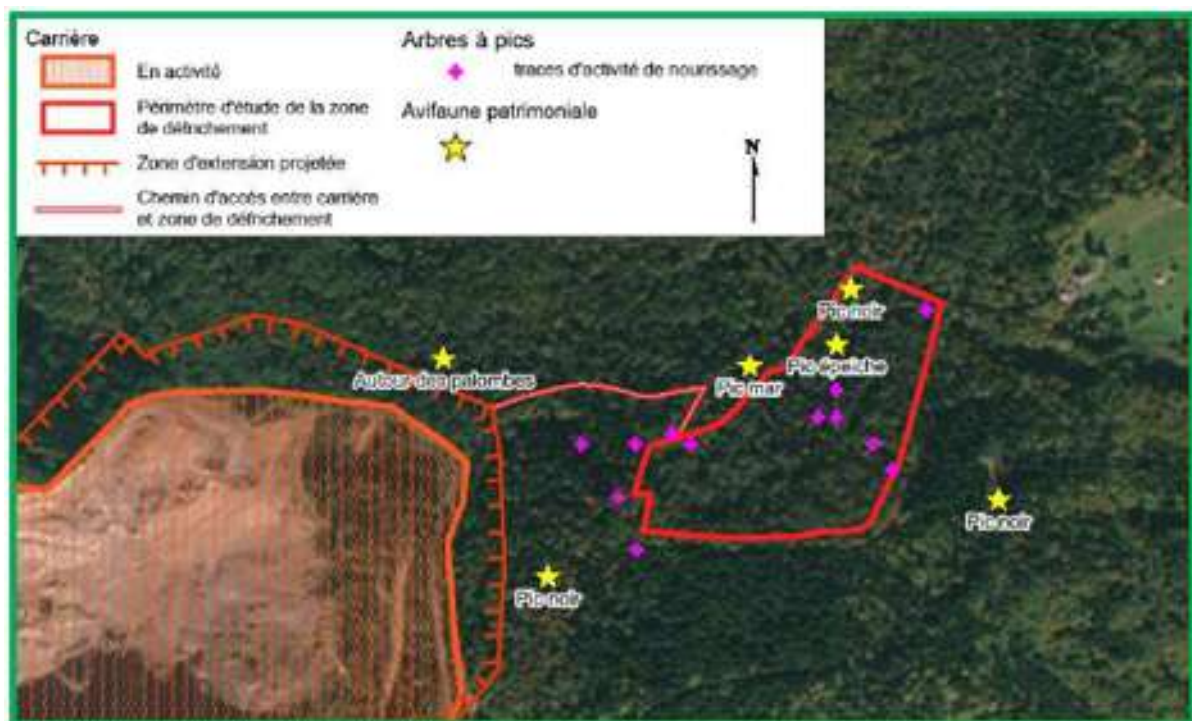 Carrière
En activité
Périmètre d'étude de la zone
de défrichement
Zone d'extension projetée
Chemin d'accès entre carrière
et zone de défrichement
Arbres à pics
traces d'activité de nourissage
Avifaune patrimoniale
N
Pic noir
Autour des palombes
Pic épeiche
Pic mar
Pic noir
Pic noir